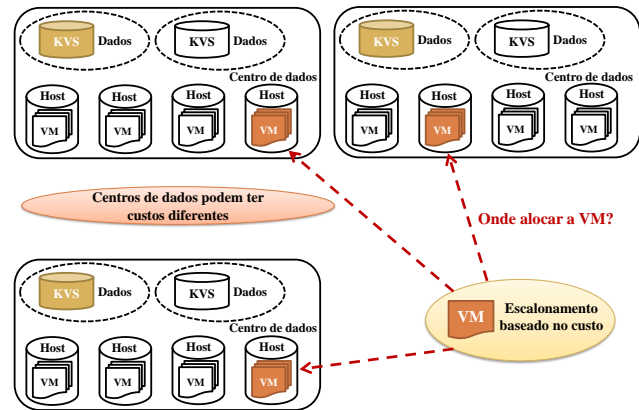 KVS Dados KVS Dados
Centro de dados
Host Host Host Host
VM VM VM VM
KVS Dados KVS Dados
Centro de dados
Host Host Host Host
VM VM VM VM
Centros de dados podem ter
custos diferentes
Onde alocar a VM?
KVS Dados KVS Dados
Centro de dados
Host Host Host Host
VM VM VM VM
VM
Escalonamento
baseado no custo